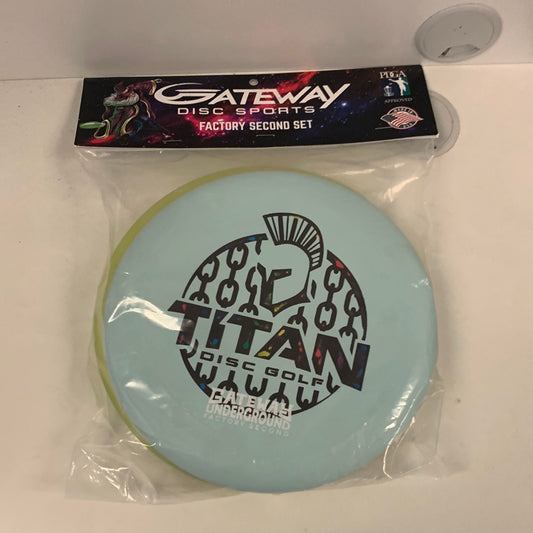 GATEWAY
DISC SPORTS
FACTORY SECOND SET
PDGA
APPROVED
TITAN
DISC GOLF
GATEWAY
UNDERGROUND
FACTORY SECOND